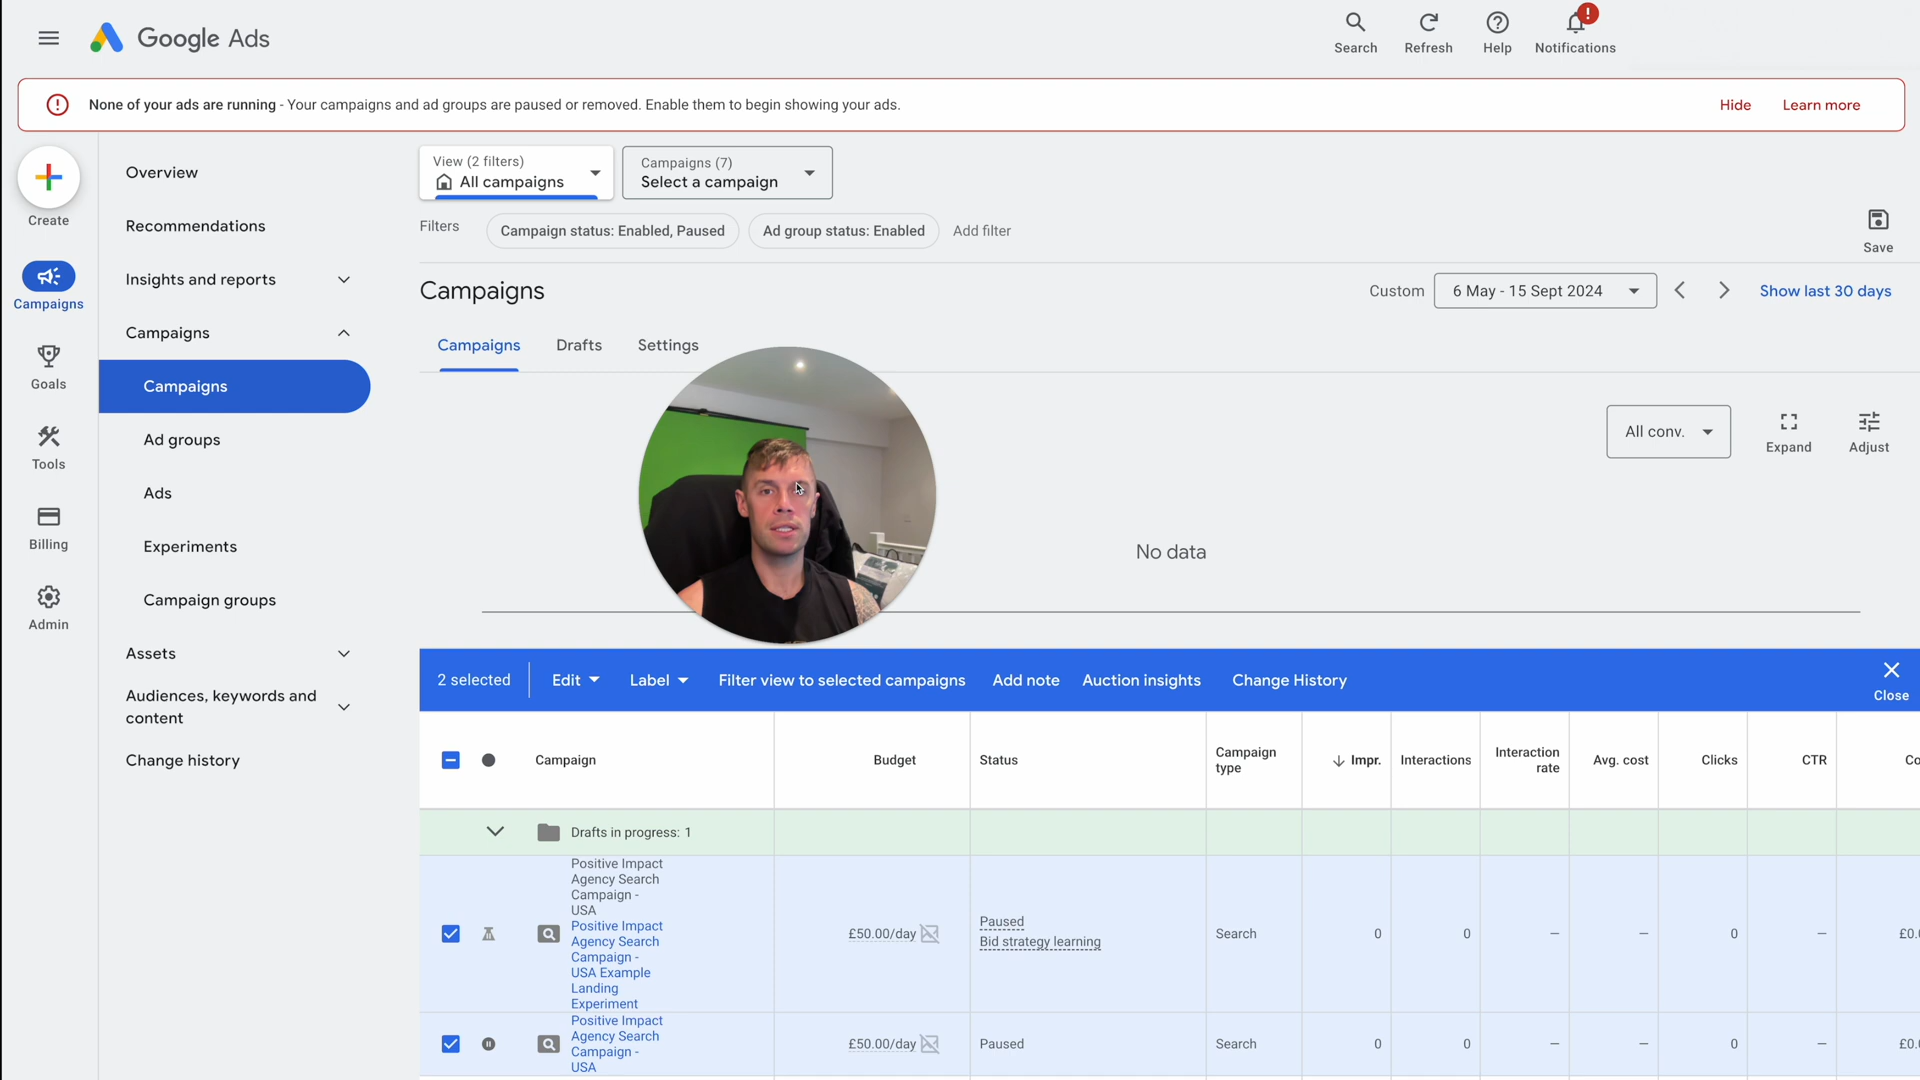 Google Ads
Search
Refresh
Help
Notifications
None of your ads are running - Your campaigns and ad groups are paused or removed. Enable them to begin showing your ads.
Hide
Learn more
Create
Campaigns
Goals
Tools
Billing
Admin
Overview
Recommendations
Insights and reports
Campaigns
Campaigns
Ad groups
Ads
Experiments
Campaign groups
Assets
Audiences, keywords and
content
Change history
View (2 filters)
All campaigns
Campaigns (7)
Select a campaign
Filters
Campaign status: Enabled, Paused
Ad group status: Enabled
Add filter
Save
Campaigns
Custom
6 May - 15 Sept 2024
Show last 30 days
Campaigns
Drafts
Settings
All conv.
Expand
Adjust
No data
2 selected
Edit
Label
Filter view to selected campaigns
Add note
Auction insights
Change History
Close
Campaign
Budget
Status
Campaign
type
Impr.
Interactions
Interaction
rate
Avg. cost
Clicks
CTR
Co
Drafts in progress: 1
Positive Impact
Agency Search
Campaign -
USA
Positive Impact
Agency Search
Campaign -
USA Example
Landing
Experiment
£50.00/day
Paused
Bid strategy learning
Search
0
0
—
—
0
—
£0.0
Positive Impact
Agency Search
Campaign -
USA
£50.00/day
Paused
Search
0
0
—
—
0
—
£0.0